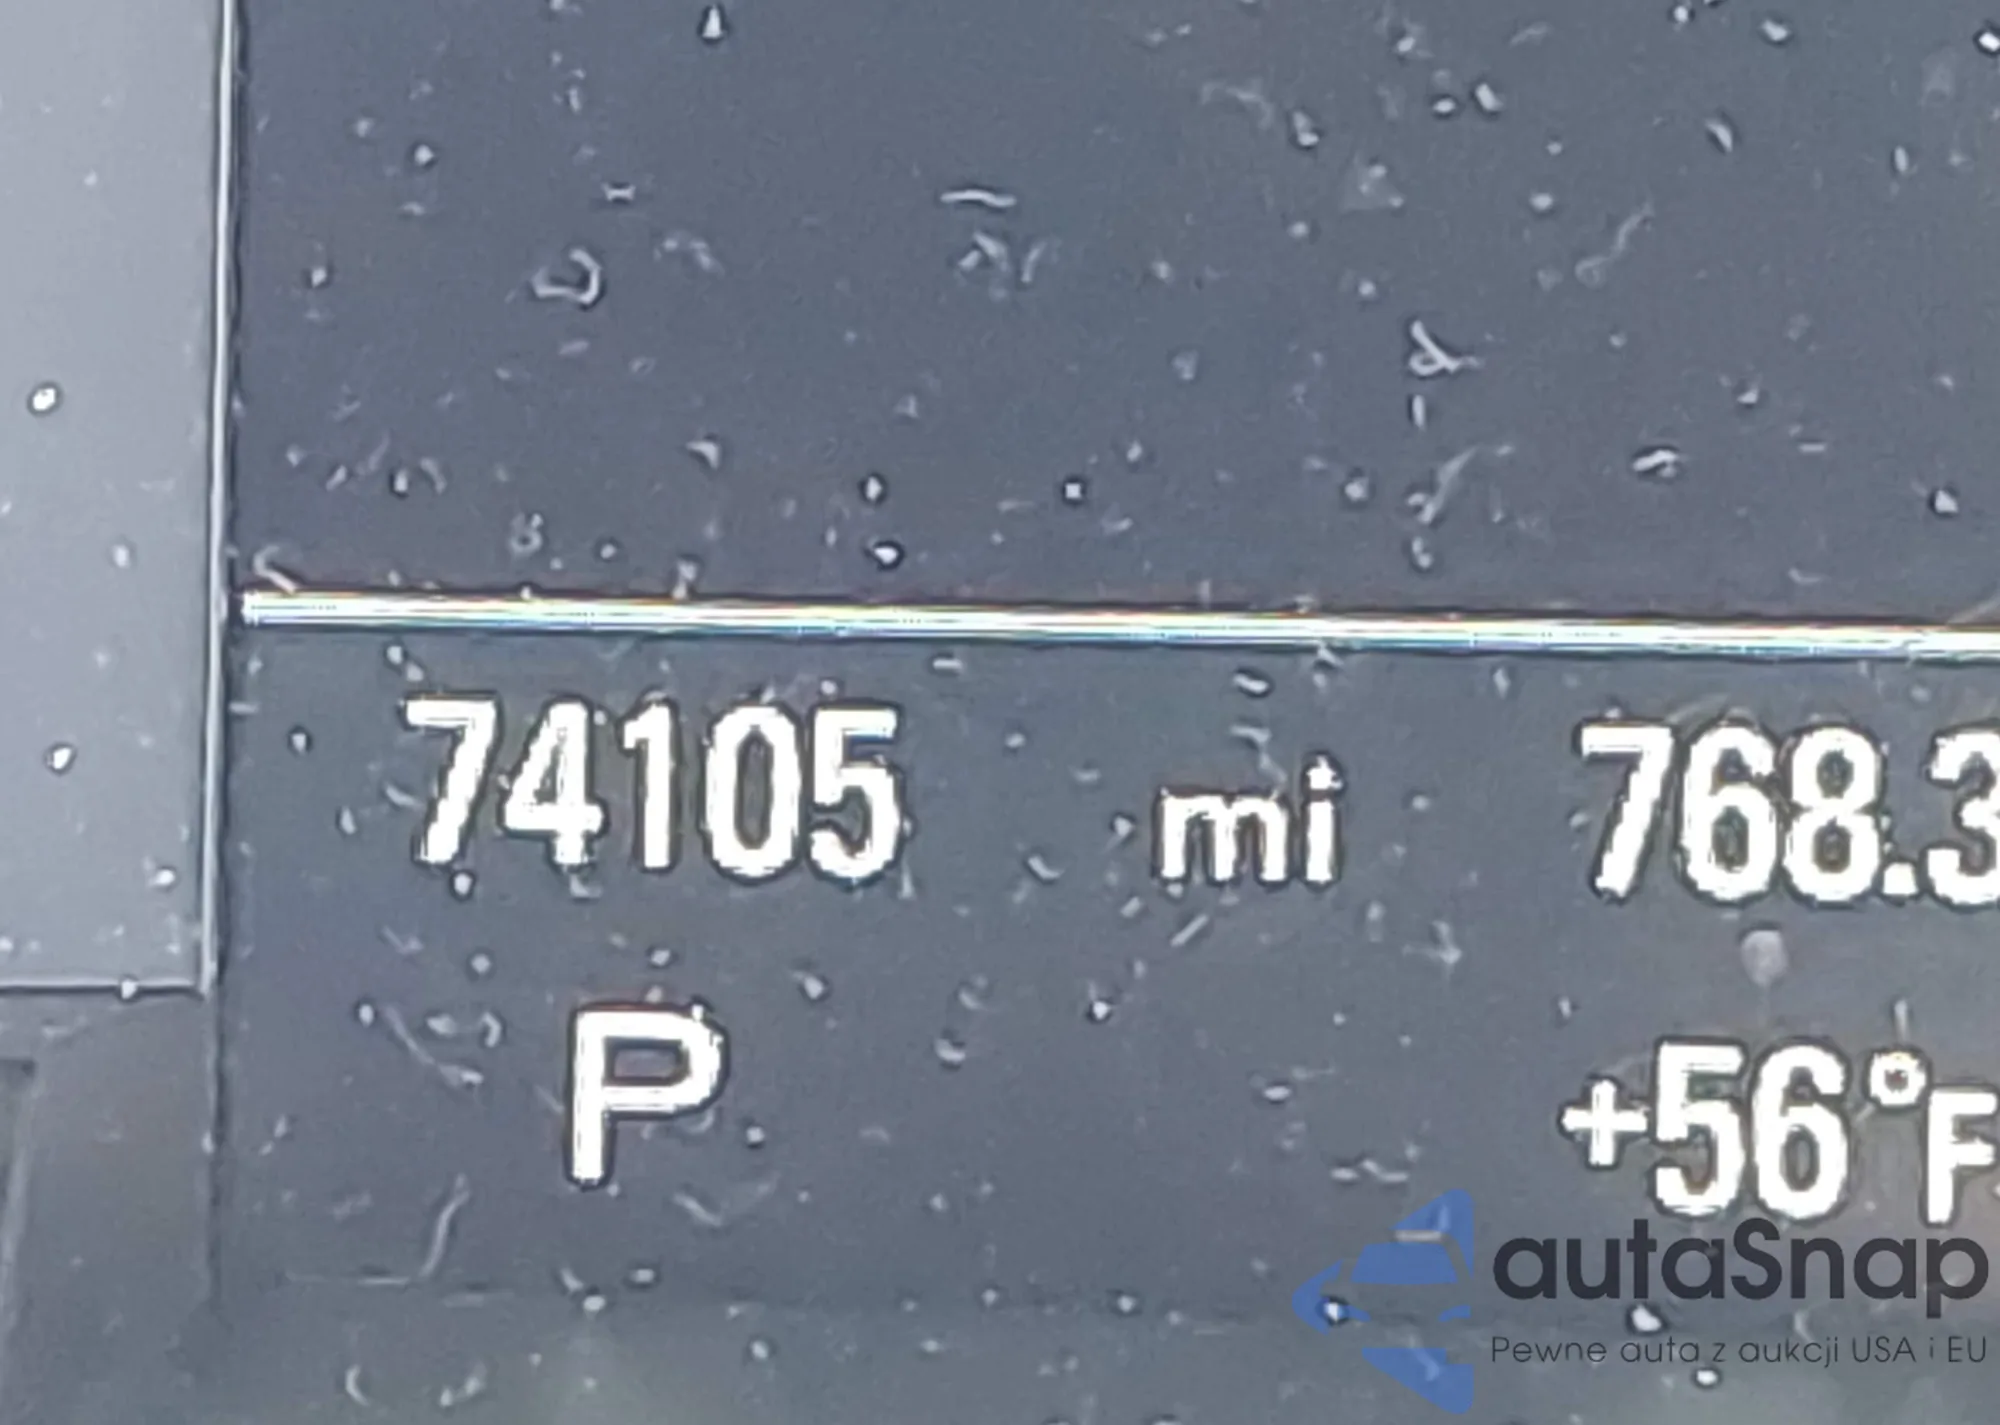 74105 mi 768.3
P +56°F
autaSnap
Pewne auta z aukcji USA i EU